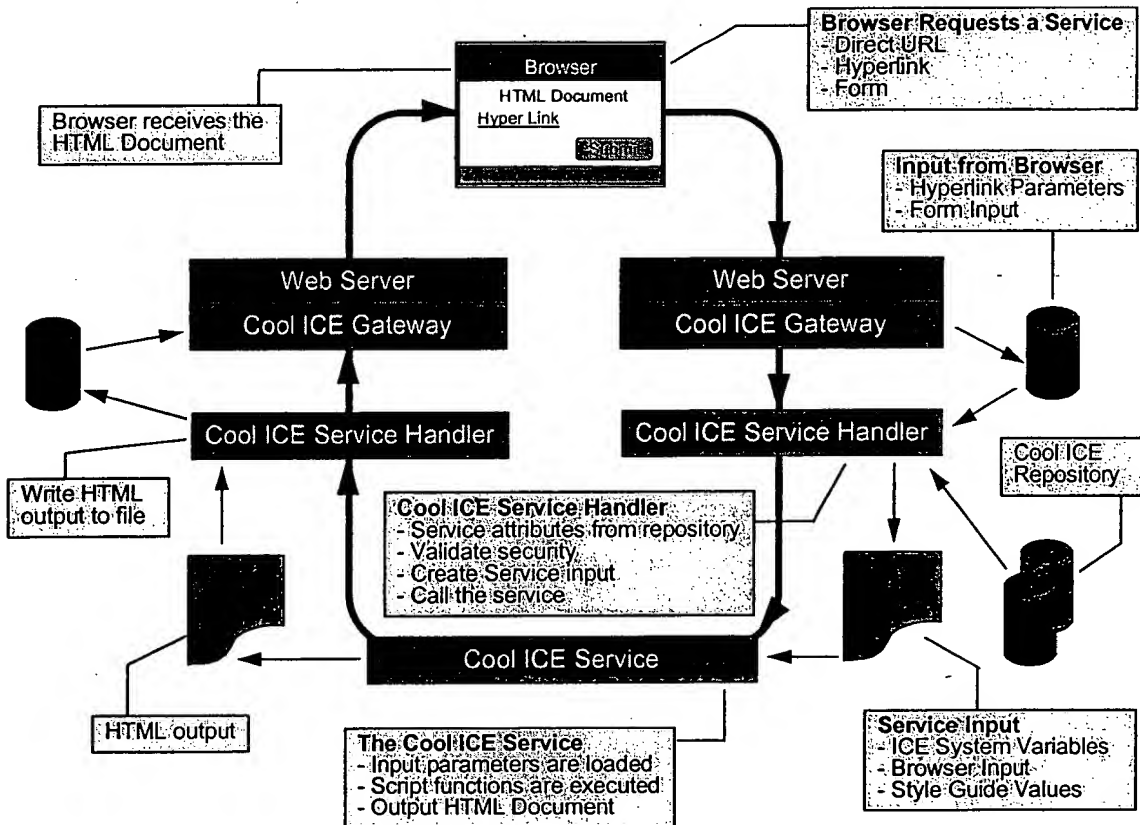 Browser Requests a Service
- Direct URL
- Hyperlink
- Form
Browser
HTML Document
Hyper Link
Submit
Browser receives the
HTML Document
Input from Browser
- Hyperlink Parameters
- Form Input
Web Server
Cool ICE Gateway
Web Server
Cool ICE Gateway
Cool ICE Service Handler
Cool ICE Service Handler
Cool ICE
Repository
Write HTML
output to file
Cool ICE Service Handler
- Service attributes from repository
- Validate security
- Create Service input
- Call the service
Cool ICE Service
HTML output
The Cool ICE Service
- Input parameters are loaded
- Script functions are executed
- Output HTML Document
Service Input
- ICE System Variables
- Browser Input
- Style Guide Values